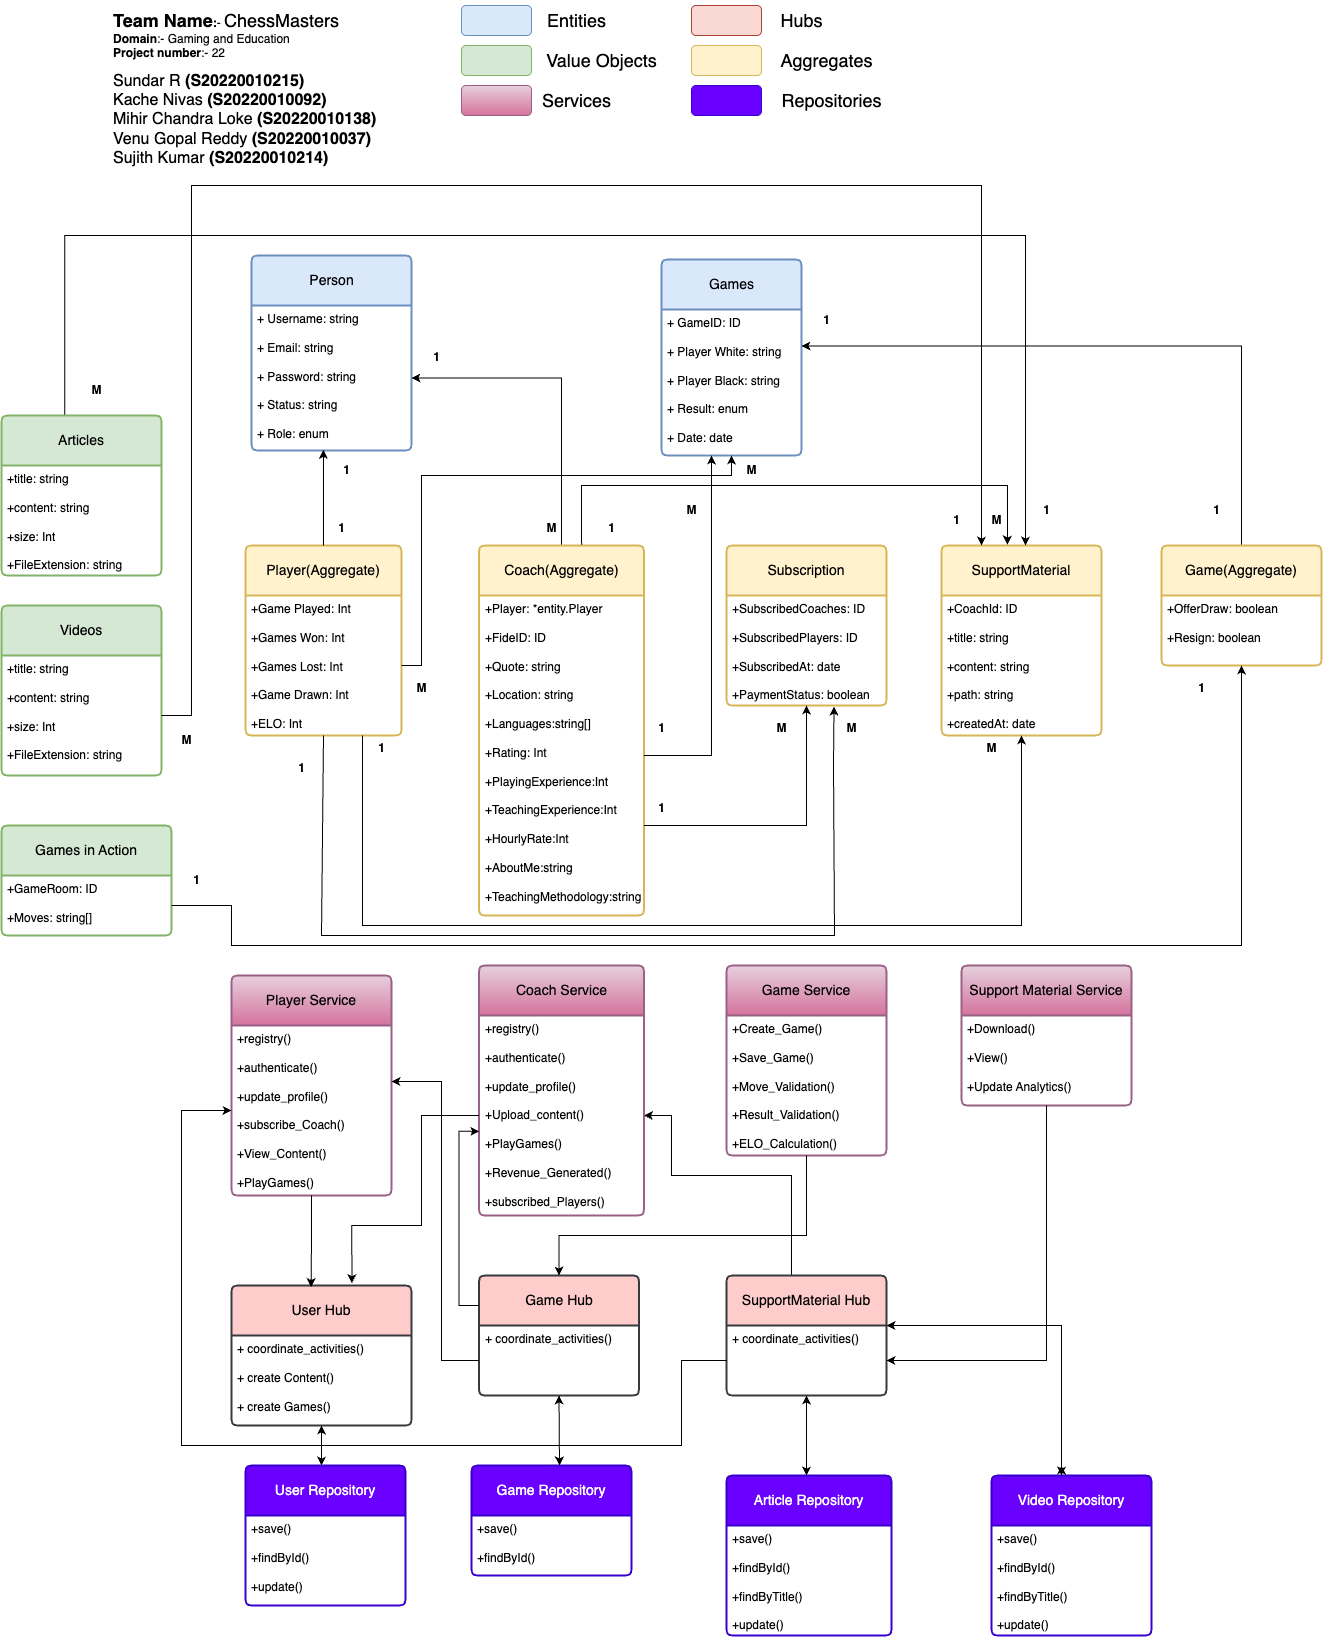 Team Name:- ChessMasters
Domain:- Gaming and Education
Project number:- 22
Sundar R (S20220010215)
Kache Nivas (S20220010092)
Mihir Chandra Loke (S20220010138)
Venu Gopal Reddy (S20220010037)
Sujith Kumar (S20220010214)
Entities
Hubs
Value Objects
Aggregates
Services
Repositories
Person
+ Username: string
+ Email: string
+ Password: string
+ Status: string
+ Role: enum
Games
+ GameID: ID
+ Player White: string
+ Player Black: string
+ Result: enum
+ Date: date
1
1
M
1
M
M
1
M
1
1
M
1
1
Articles
+title: string
+content: string
+size: Int
+FileExtension: string
Videos
+title: string
+content: string
+size: Int
+FileExtension: string
M
Games in Action
+GameRoom: ID
+Moves: string[]
1
Player(Aggregate)
+Game Played: Int
+Games Won: Int
+Games Lost: Int
+Game Drawn: Int
+ELO: Int
M
1
1
Coach(Aggregate)
+Player: *entity.Player
+FideID: ID
+Quote: string
+Location: string
+Languages:string[]
+Rating: Int
+PlayingExperience:Int
+TeachingExperience:Int
+HourlyRate:Int
+AboutMe:string
+TeachingMethodology:string
1
1
Subscription
+SubscribedCoaches: ID
+SubscribedPlayers: ID
+SubscribedAt: date
+PaymentStatus: boolean
M
M
SupportMaterial
+CoachId: ID
+title: string
+content: string
+path: string
+createdAt: date
M
Game(Aggregate)
+OfferDraw: boolean
+Resign: boolean
1
Player Service
+registry()
+authenticate()
+update_profile()
+subscribe_Coach()
+View_Content()
+PlayGames()
Coach Service
+registry()
+authenticate()
+update_profile()
+Upload_content()
+PlayGames()
+Revenue_Generated()
+subscribed_Players()
Game Service
+Create_Game()
+Save_Game()
+Move_Validation()
+Result_Validation()
+ELO_Calculation()
Support Material Service
+Download()
+View()
+Update Analytics()
User Hub
+ coordinate_activities()
+ create Content()
+ create Games()
Game Hub
+ coordinate_activities()
SupportMaterial Hub
+ coordinate_activities()
User Repository
+save()
+findById()
+update()
Game Repository
+save()
+findById()
Article Repository
+save()
+findById()
+findByTitle()
+update()
Video Repository
+save()
+findById()
+findByTitle()
+update()